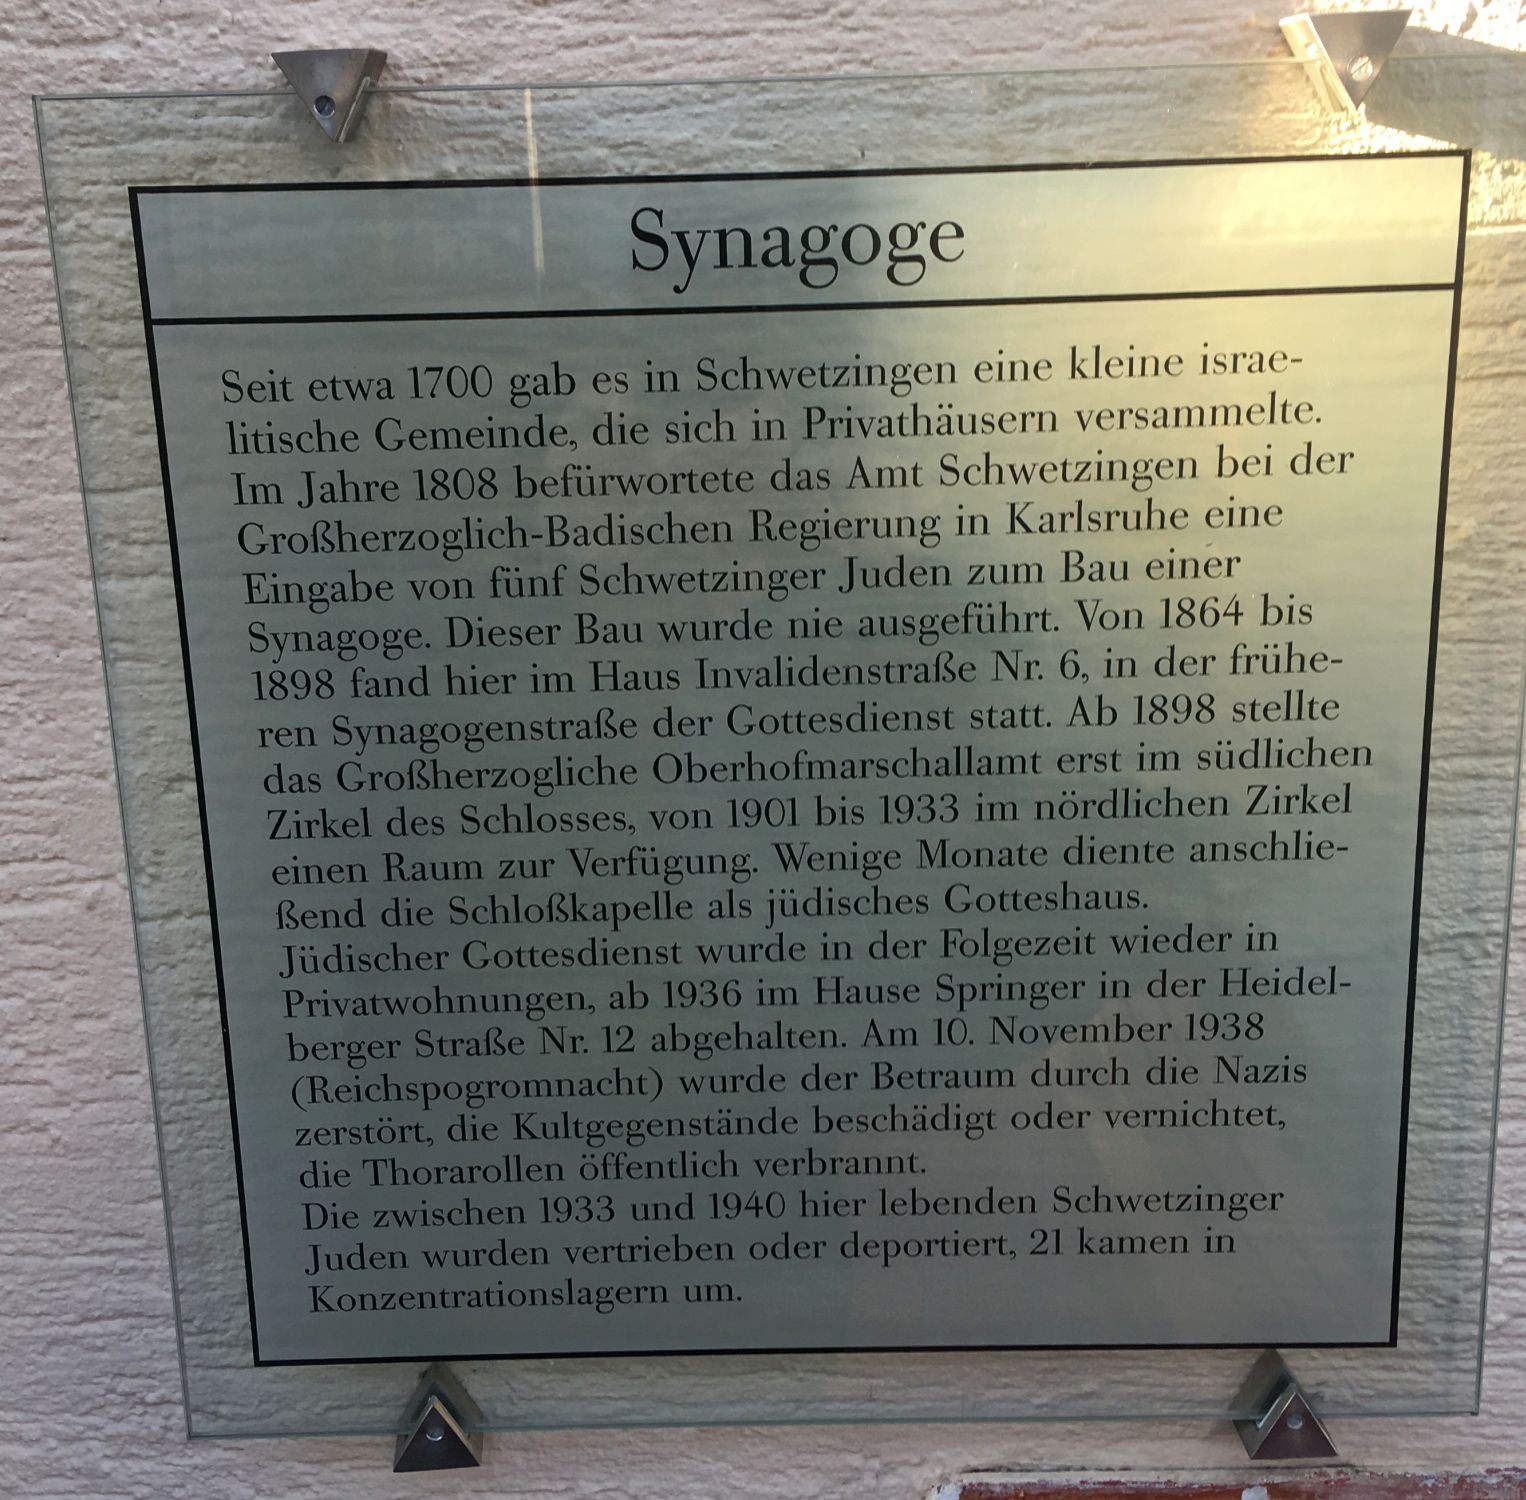 Synagoge
Seit etwa 1700 gab es in Schwetzingen eine kleine israe-
litische Gemeinde, die sich in Privathäusern versammelte.
Im Jahre 1808 befürwortete das Amt Schwetzingen bei der
Großherzoglich-Badischen Regierung in Karlsruhe eine
Eingabe von fünf Schwetzinger Juden zum Bau einer
Synagoge. Dieser Bau wurde nie ausgeführt. Von 1864 bis
1898 fand hier im Haus Invalidenstraße Nr. 6, in der frühe-
ren Synagogenstraße der Gottesdienst statt. Ab 1898 stellte
das Großherzogliche Oberhofmarschallamt erst im südlichen
Zirkel des Schlosses, von 1901 bis 1933 im nördlichen Zirkel
einen Raum zur Verfügung. Wenige Monate diente anschlie-
ßend die Schloßkapelle als jüdisches Gotteshaus.
Jüdischer Gottesdienst wurde in der Folgezeit wieder in
Privatwohnungen, ab 1936 im Hause Springer in der Heidel-
berger Straße Nr. 12 abgehalten. Am 10. November 1938
(Reichspogromnacht) wurde der Betraum durch die Nazis
zerstört, die Kultgegenstände beschädigt oder vernichtet,
die Thorarollen öffentlich verbrannt.
Die zwischen 1933 und 1940 hier lebenden Schwetzinger
Juden wurden vertrieben oder deportiert, 21 kamen in
Konzentrationslagern um.